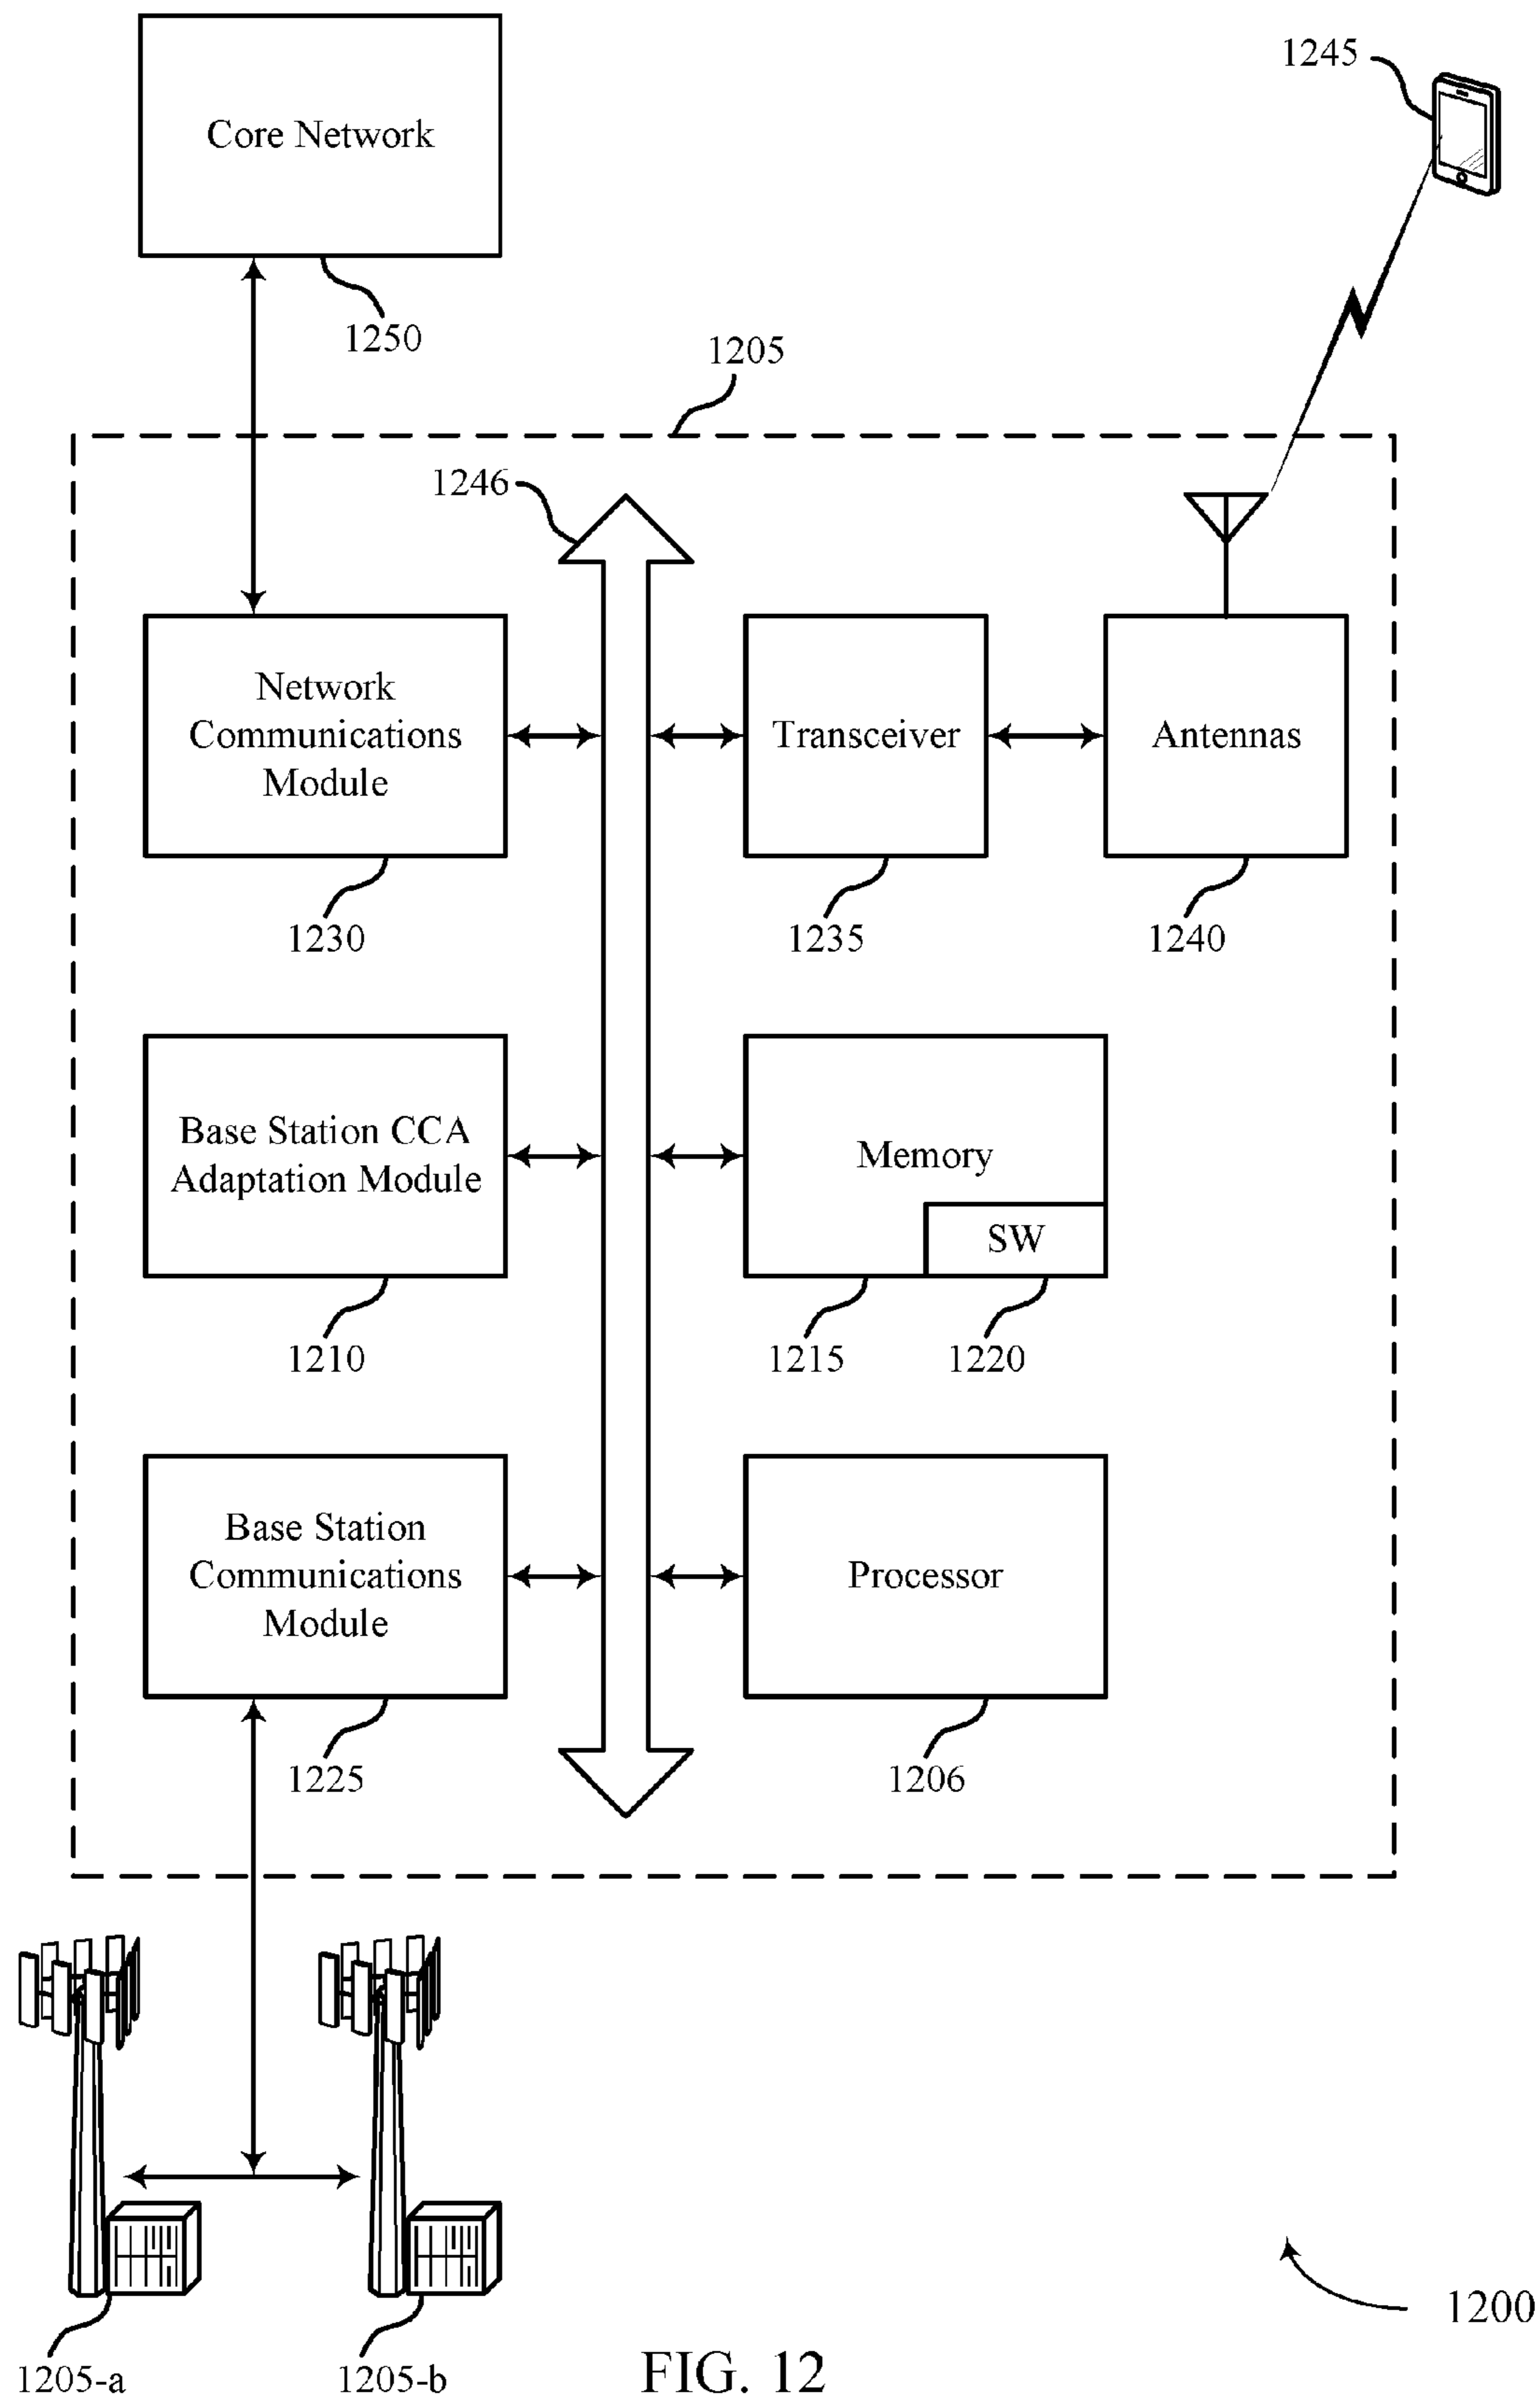 1245
Core Network
1250
1205
1246
Network
Communications
Module
Transceiver
Antennas
1230
1235
1240
Base Station CCA
Adaptation Module
Memory
SW
1210
1215
1220
Base Station
Communications
Module
Processor
1225
1206
1200
1205-a
1205-b
FIG. 12